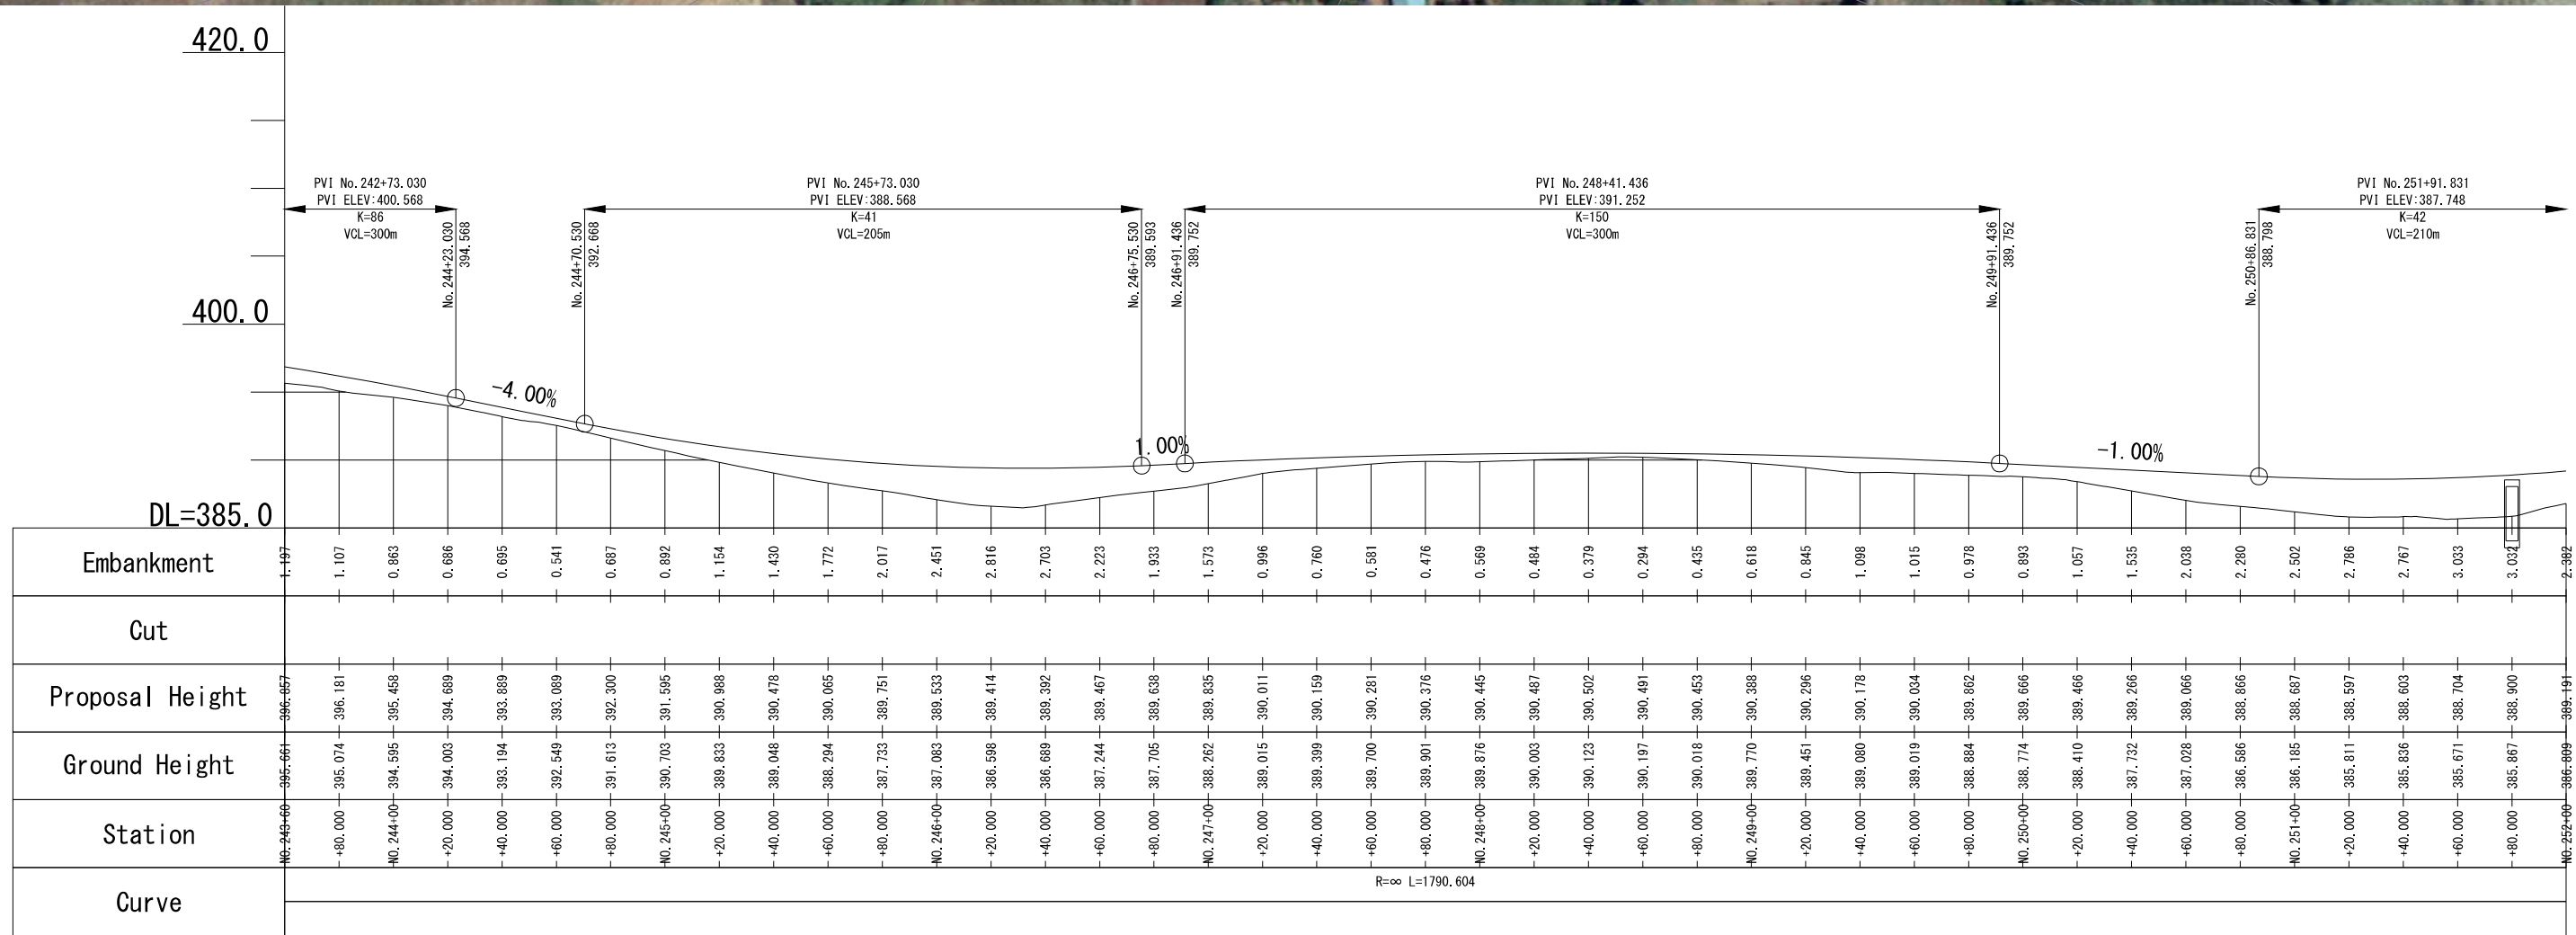 420.0
400.0
DL=385.0
PVI No.242+73.030
PVI ELEV:400.568
K=86
VCL=300m
No.244+23.030
394.568
-4.00%
No.244+70.530
392.668
PVI No.245+73.030
PVI ELEV:388.568
K=41
VCL=205m
No.246+75.530
389.593
1.00%
No.246+91.436
389.752
PVI No.248+41.436
PVI ELEV:391.252
K=150
VCL=300m
No.249+91.436
389.752
-1.00%
No.250+86.831
388.798
PVI No.251+91.831
PVI ELEV:387.748
K=42
VCL=210m
Embankment 1.197 1.107 0.863 0.686 0.695 0.541 0.687 0.892 1.154 1.430 1.772 2.017 2.451 2.816 2.703 2.223 1.933 1.573 0.996 0.760 0.581 0.476 0.569 0.484 0.379 0.294 0.435 0.618 0.845 1.098 1.015 0.978 0.893 1.057 1.535 2.038 2.280 2.502 2.786 2.767 3.033 3.032 2.382
Cut
Proposal Height 396.857 396.181 395.458 394.689 393.889 393.089 392.300 391.595 390.988 390.478 390.065 389.751 389.533 389.414 389.392 389.467 389.638 389.835 390.011 390.159 390.281 390.376 390.445 390.487 390.502 390.491 390.453 390.388 390.296 390.178 390.034 389.862 389.666 389.466 389.266 389.066 388.866 388.687 388.597 388.603 388.704 388.900 389.191
Ground Height 395.661 395.074 394.595 394.003 393.194 392.549 391.613 390.703 389.833 389.048 388.294 387.733 387.083 386.598 386.689 387.244 387.705 388.262 389.015 389.399 389.700 389.901 389.876 390.003 390.123 390.197 390.018 389.770 389.451 389.080 389.019 388.884 388.774 388.410 387.732 387.028 386.586 386.185 385.811 385.836 385.671 385.867 386.809
Station NO.243+60 +80.000 NO.244+00 +20.000 +40.000 +60.000 +80.000 NO.245+00 +20.000 +40.000 +60.000 +80.000 NO.246+00 +20.000 +40.000 +60.000 +80.000 NO.247+00 +20.000 +40.000 +60.000 +80.000 NO.248+00 +20.000 +40.000 +60.000 +80.000 NO.249+00 +20.000 +40.000 +60.000 +80.000 NO.250+00 +20.000 +40.000 +60.000 +80.000 NO.251+00 +20.000 +40.000 +60.000 +80.000 NO.252+00
Curve
R=∞ L=1790.604